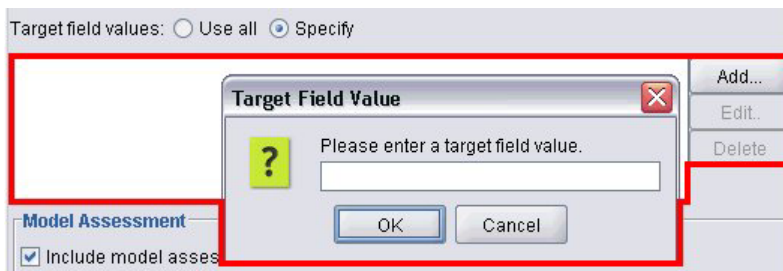 Target field values: Use all Specify
Add...
Target Field Value
Edit..
Please enter a target field value.
Delete
?
OK Cancel
Model Assessment
Include model asses